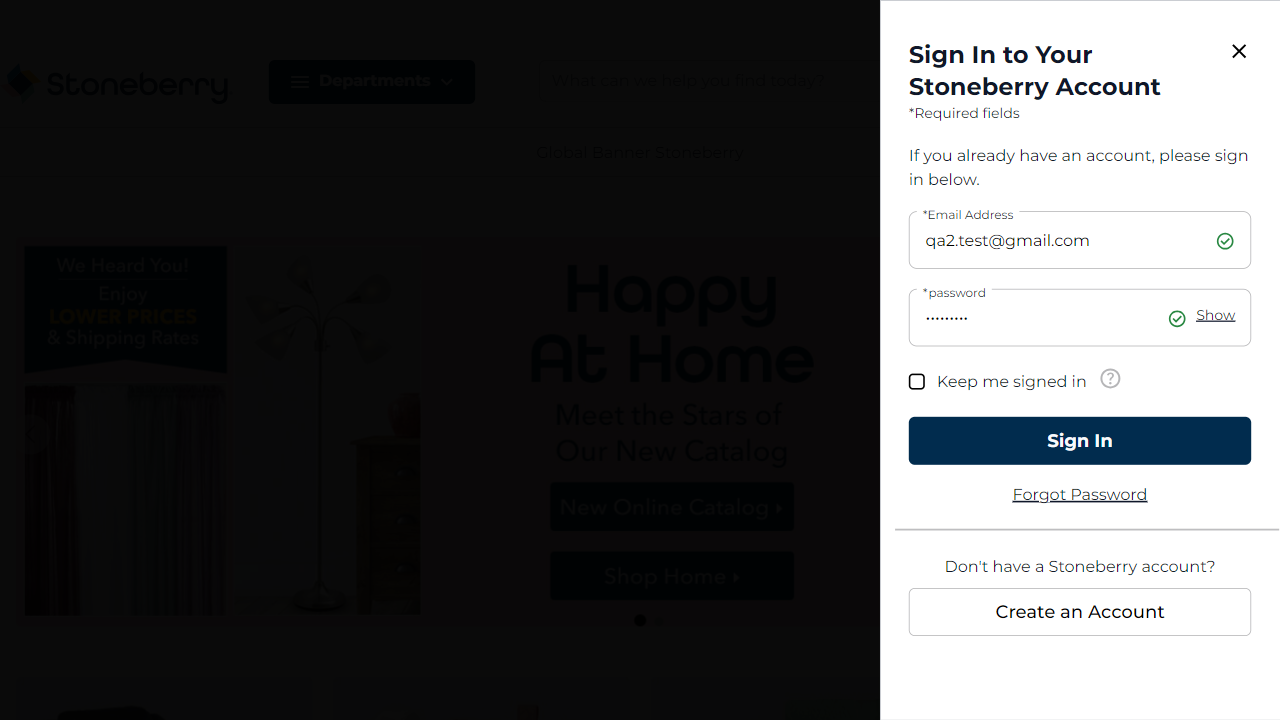 Stoneberry
Departments
What can we help you find today?
Global Banner Stoneberry
We Heard You!
Enjoy
LOWER PRICES
& Shipping Rates
Happy
At Home
Meet the Stars of
Our New Catalog
New Online Catalog ›
Shop Home ›
Sign In to Your
Stoneberry Account
*Required fields
If you already have an account, please sign
in below.
*Email Address
qa2.test@gmail.com
*password
•••••••••
Show
Keep me signed in
?
Sign In
Forgot Password
Don't have a Stoneberry account?
Create an Account